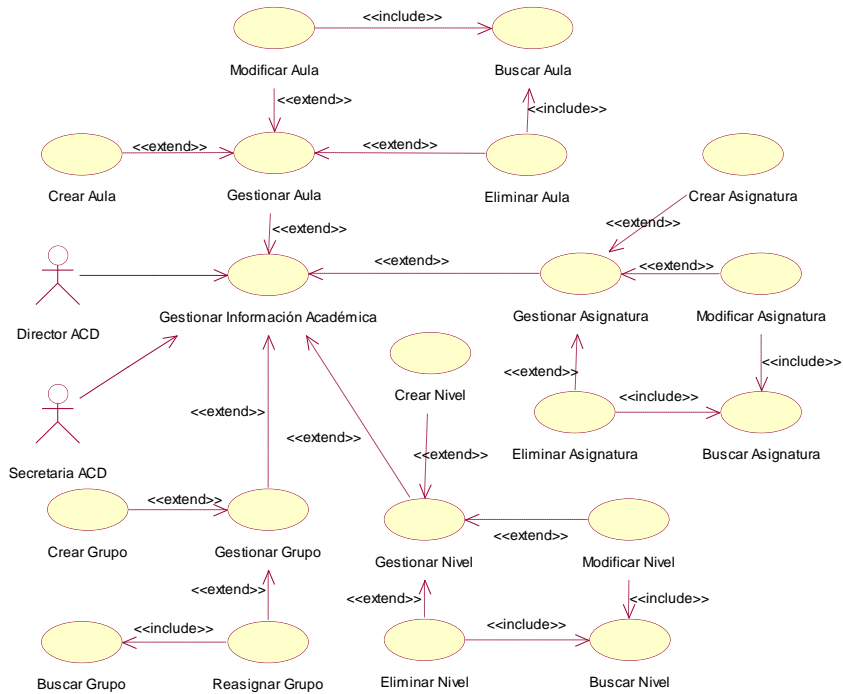 <<include>>
Modificar Aula
Buscar Aula
<<extend>>
<<include>>
<<extend>>
<<extend>>
Crear Aula
Gestionar Aula
Eliminar Aula
Crear Asignatura
<<extend>>
<<extend>>
<<extend>>
<<extend>>
Director ACD
Gestionar Información Académica
Gestionar Asignatura
Modificar Asignatura
<<include>>
<<extend>>
Crear Nivel
<<include>>
<<extend>>
<<extend>>
<<extend>>
Eliminar Asignatura
Buscar Asignatura
Secretaria ACD
<<extend>>
<<extend>>
Crear Grupo
Gestionar Grupo
Gestionar Nivel
Modificar Nivel
<<extend>>
<<extend>>
<<include>>
<<include>>
<<include>>
Buscar Grupo
Reasignar Grupo
Eliminar Nivel
Buscar Nivel